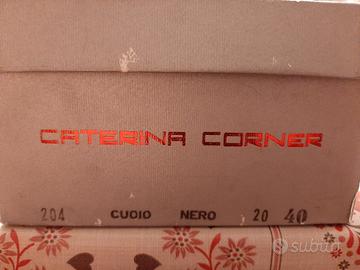 CATERINA CORNER
204 CUOIO NERO 20 40
subito